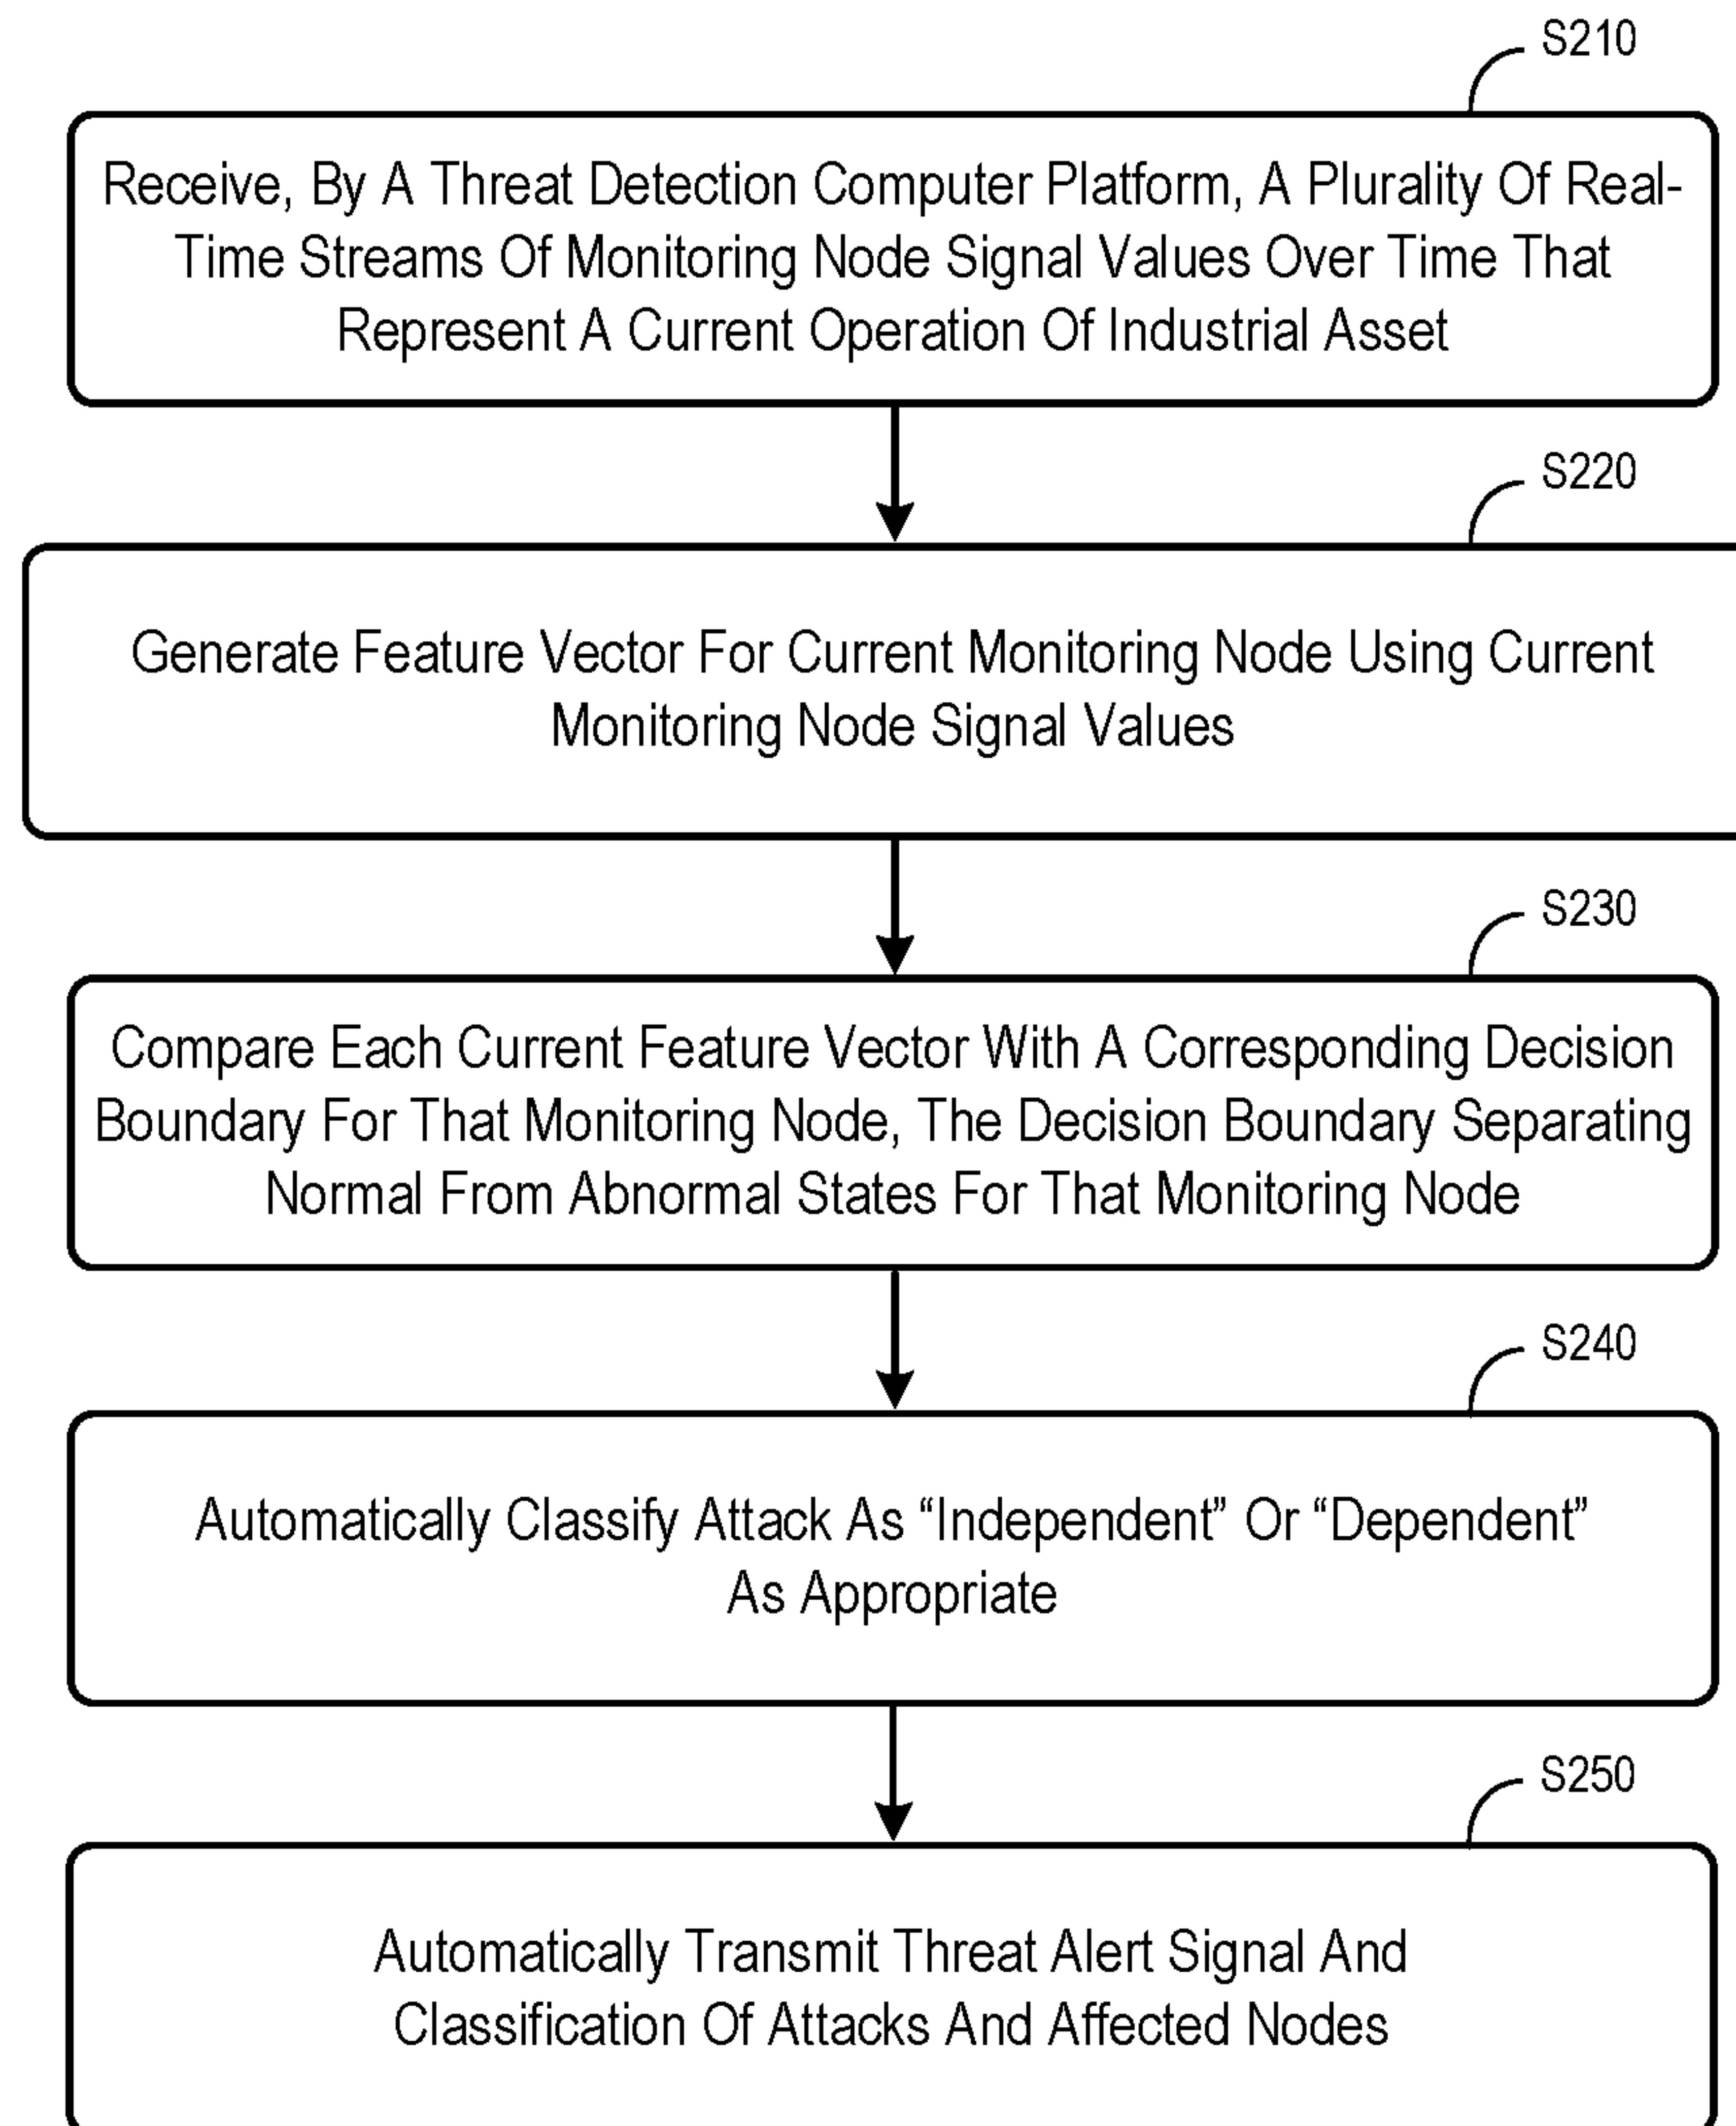 S210
Receive, By A Threat Detection Computer Platform, A Plurality Of Real-
Time Streams Of Monitoring Node Signal Values Over Time That
Represent A Current Operation Of Industrial Asset
S220
Generate Feature Vector For Current Monitoring Node Using Current
Monitoring Node Signal Values
S230
Compare Each Current Feature Vector With A Corresponding Decision
Boundary For That Monitoring Node, The Decision Boundary Separating
Normal From Abnormal States For That Monitoring Node
S240
Automatically Classify Attack As “Independent” Or “Dependent”
As Appropriate
S250
Automatically Transmit Threat Alert Signal And
Classification Of Attacks And Affected Nodes